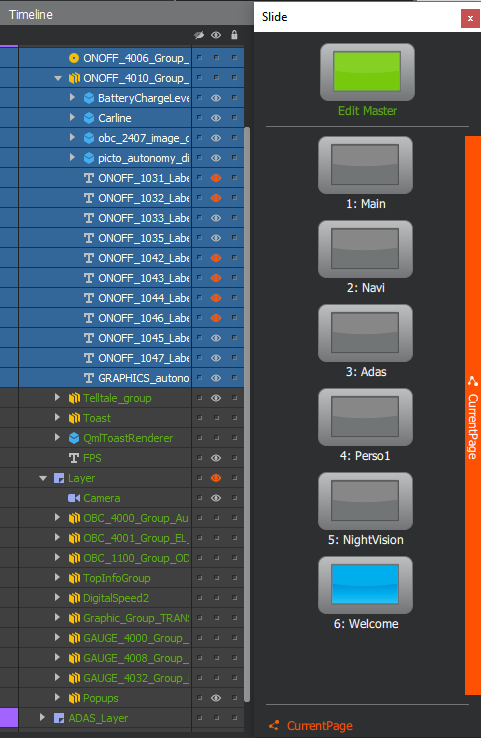 Timeline
ONOFF_4006_Group_
ONOFF_4010_Group_
BatteryChargeLeve
Carline
obc_2407_image_c
picto_autonomy_di
ONOFF_1031_Labe
ONOFF_1032_Labe
ONOFF_1033_Labe
ONOFF_1035_Labe
ONOFF_1042_Labe
ONOFF_1043_Labe
ONOFF_1044_Labe
ONOFF_1046_Labe
ONOFF_1045_Labe
ONOFF_1047_Labe
GRAPHICS_autono
Telltale_group
Toast
QmlToastRenderer
FPS
Layer
Camera
OBC_4000_Group_Au
OBC_4001_Group_EL_
OBC_1100_Group_OD
TopInfoGroup
DigitalSpeed2
Graphic_Group_TRANS
GAUGE_4000_Group_
GAUGE_4008_Group_
GAUGE_4032_Group_
Popups
ADAS_Layer
Slide
Edit Master
1: Main
2: Navi
3: Adas
4: Perso1
5: NightVision
6: Welcome
CurrentPage
CurrentPage